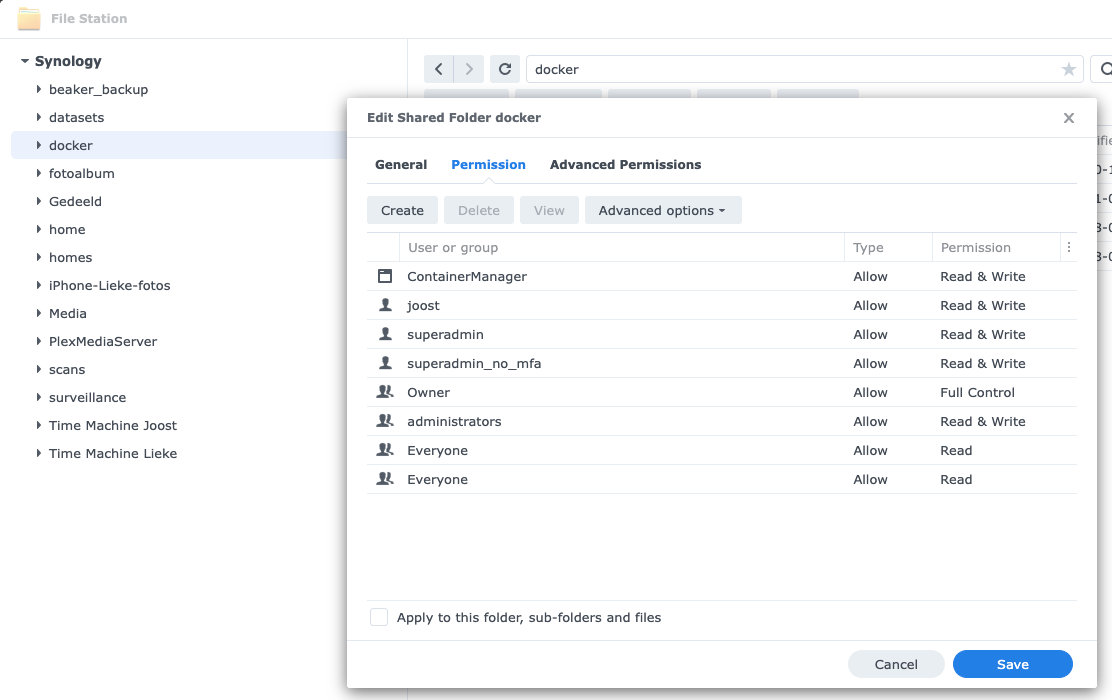 File Station
Synology
beaker_backup
datasets
docker
fotoalbum
Gedeeld
home
homes
iPhone-Lieke-fotos
Media
PlexMediaServer
scans
surveillance
Time Machine Joost
Time Machine Lieke
docker
Edit Shared Folder docker
General Permission Advanced Permissions
Create Delete View Advanced options
User or group Type Permission
ContainerManager Allow Read & Write
joost Allow Read & Write
superadmin Allow Read & Write
superadmin_no_mfa Allow Read & Write
Owner Allow Full Control
administrators Allow Read & Write
Everyone Allow Read
Everyone Allow Read
Apply to this folder, sub-folders and files
Cancel Save